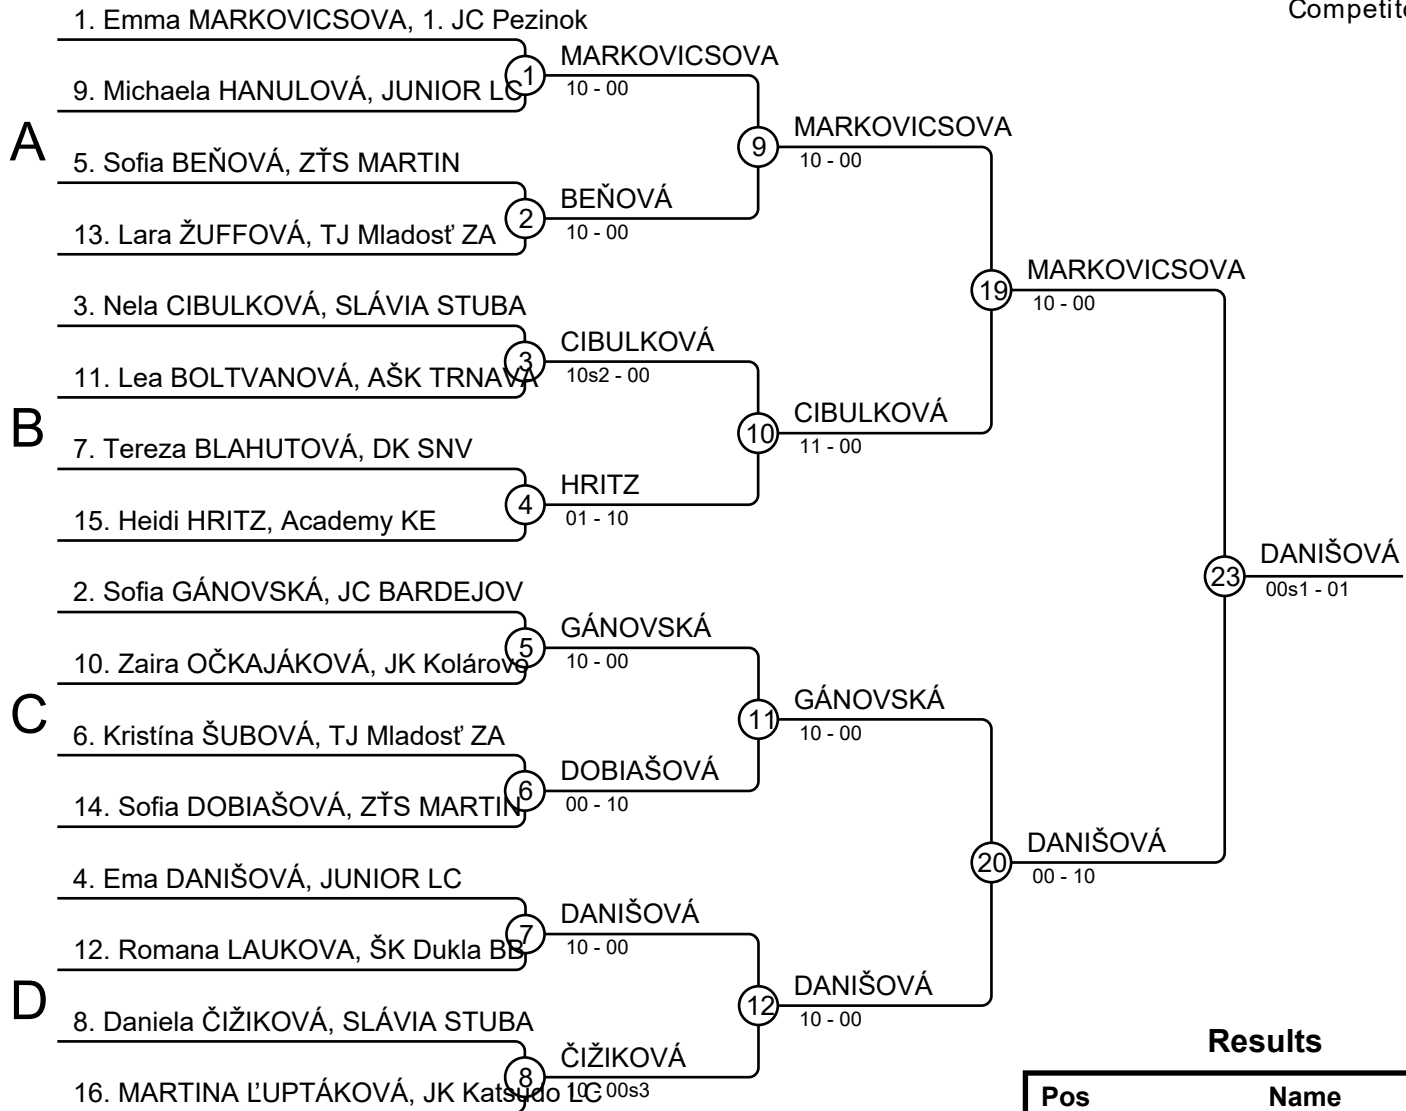 Competito
1. Emma MARKOVICSOVA, 1. JC Pezinok
1
MARKOVICSOVA
10 - 00
9. Michaela HANULOVÁ, JUNIOR LC
A
9
MARKOVICSOVA
10 - 00
5. Sofia BEŇOVÁ, ZŤS MARTIN
2
BEŇOVÁ
10 - 00
13. Lara ŽUFFOVÁ, TJ Mladosť ZA
19
MARKOVICSOVA
10 - 00
3. Nela CIBULKOVÁ, SLÁVIA STUBA
3
CIBULKOVÁ
10s2 - 00
11. Lea BOLTVANOVÁ, AŠK TRNAVA
B
10
CIBULKOVÁ
11 - 00
7. Tereza BLAHUTOVÁ, DK SNV
4
HRITZ
01 - 10
15. Heidi HRITZ, Academy KE
23
DANIŠOVÁ
00s1 - 01
2. Sofia GÁNOVSKÁ, JC BARDEJOV
5
GÁNOVSKÁ
10 - 00
10. Zaira OČKAJÁKOVÁ, JK Kolárovo
C
11
GÁNOVSKÁ
10 - 00
6. Kristína ŠUBOVÁ, TJ Mladosť ZA
6
DOBIAŠOVÁ
00 - 10
14. Sofia DOBIAŠOVÁ, ZŤS MARTIN
20
DANIŠOVÁ
00 - 10
4. Ema DANIŠOVÁ, JUNIOR LC
7
DANIŠOVÁ
10 - 00
12. Romana LAUKOVA, ŠK Dukla BB
D
12
DANIŠOVÁ
10 - 00
8. Daniela ČIŽIKOVÁ, SLÁVIA STUBA
8
ČIŽIKOVÁ
10 - 00s3
16. MARTINA ĽUPTÁKOVÁ, JK Katsudo LC
Results
Pos Name